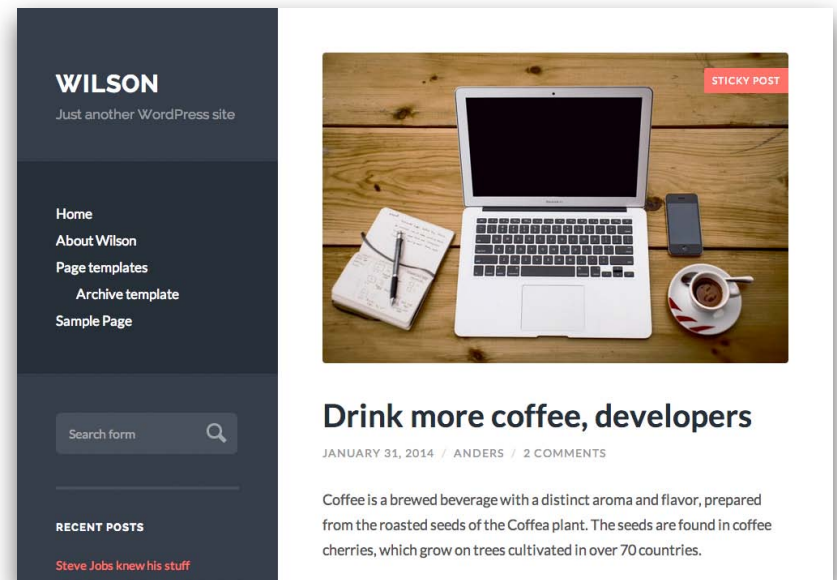 WILSON
Just another WordPress site
Home
About Wilson
Page templates
Archive template
Sample Page
Search form
RECENT POSTS
Steve Jobs knew his stuff
STICKY POST
Drink more coffee, developers
JANUARY 31, 2014 / ANDERS / 2 COMMENTS
Coffee is a brewed beverage with a distinct aroma and flavor, prepared
from the roasted seeds of the Coffea plant. The seeds are found in coffee
cherries, which grow on trees cultivated in over 70 countries.